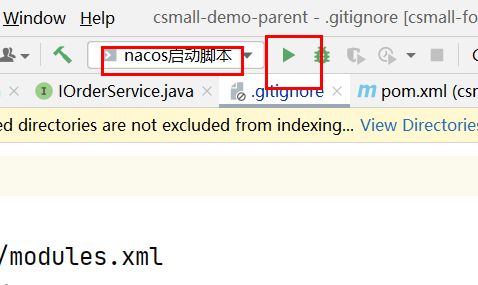 Window Help csmall-demo-parent - .gitignore [csmall-fo
nacos启动脚本
IOrderService.java × .gitignore × m pom.xml (csm
ed directories are not excluded from indexing... View Directories
/modules.xml